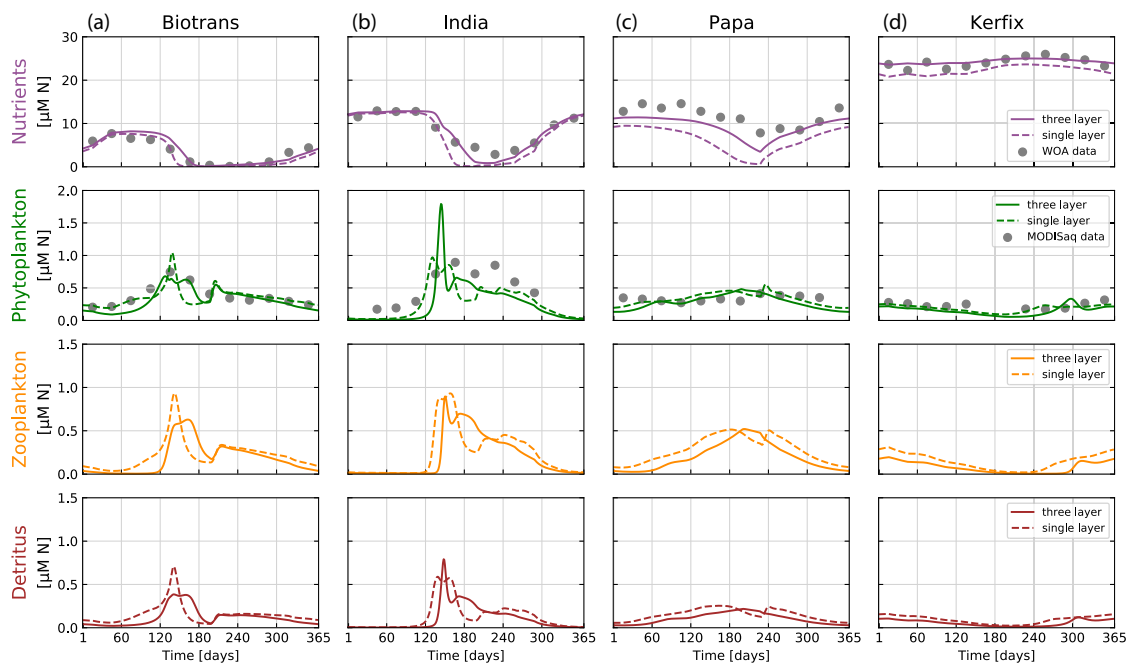 (a) Biotrans (b) India (c) Papa (d) Kerfix
Nutrients
[μM N]
30
20
10
0
three layer
single layer
WOA data
Phytoplankton
[μM N]
2.0
1.5
1.0
0.5
0.0
three layer
single layer
MODISaq data
Zooplankton
[μM N]
1.5
1.0
0.5
0.0
three layer
single layer
Detritus
[μM N]
1.5
1.0
0.5
0.0
three layer
single layer
1 60 120 180 240 300 365 1 60 120 180 240 300 365 1 60 120 180 240 300 365 1 60 120 180 240 300 365
Time [days] Time [days] Time [days] Time [days]